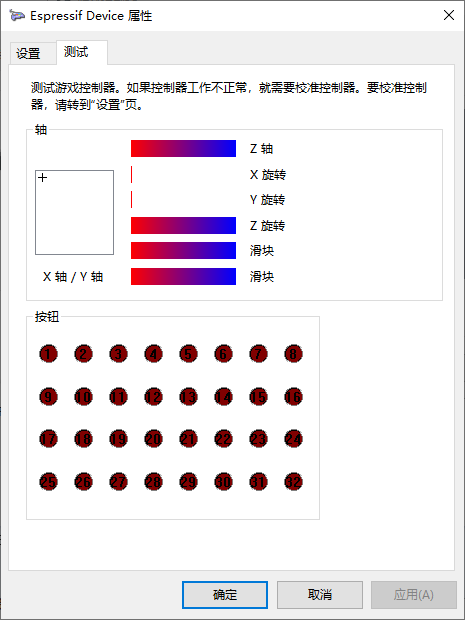 Espressif Device 属性
设置
测试
测试游戏控制器。如果控制器工作不正常，就需要校准控制器。要校准控制
器，请转到“设置”页。
轴
Z 轴
X 旋转
Y 旋转
Z 旋转
滑块
滑块
X 轴 / Y 轴
按钮
1 2 3 4 5 6 7 8
9 10 11 12 13 14 15 16
17 18 19 20 21 22 23 24
25 26 27 28 29 30 31 32
确定 取消 应用(A)